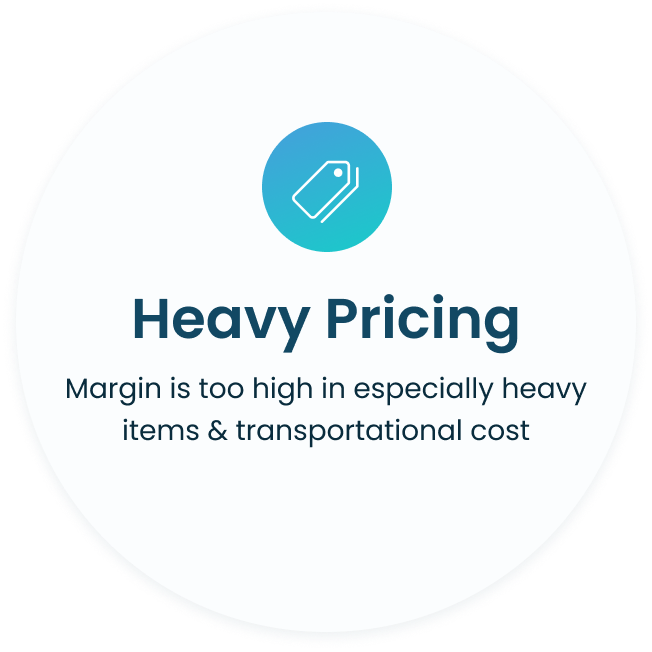 Heavy Pricing
Margin is too high in especially heavy
items & transportational cost